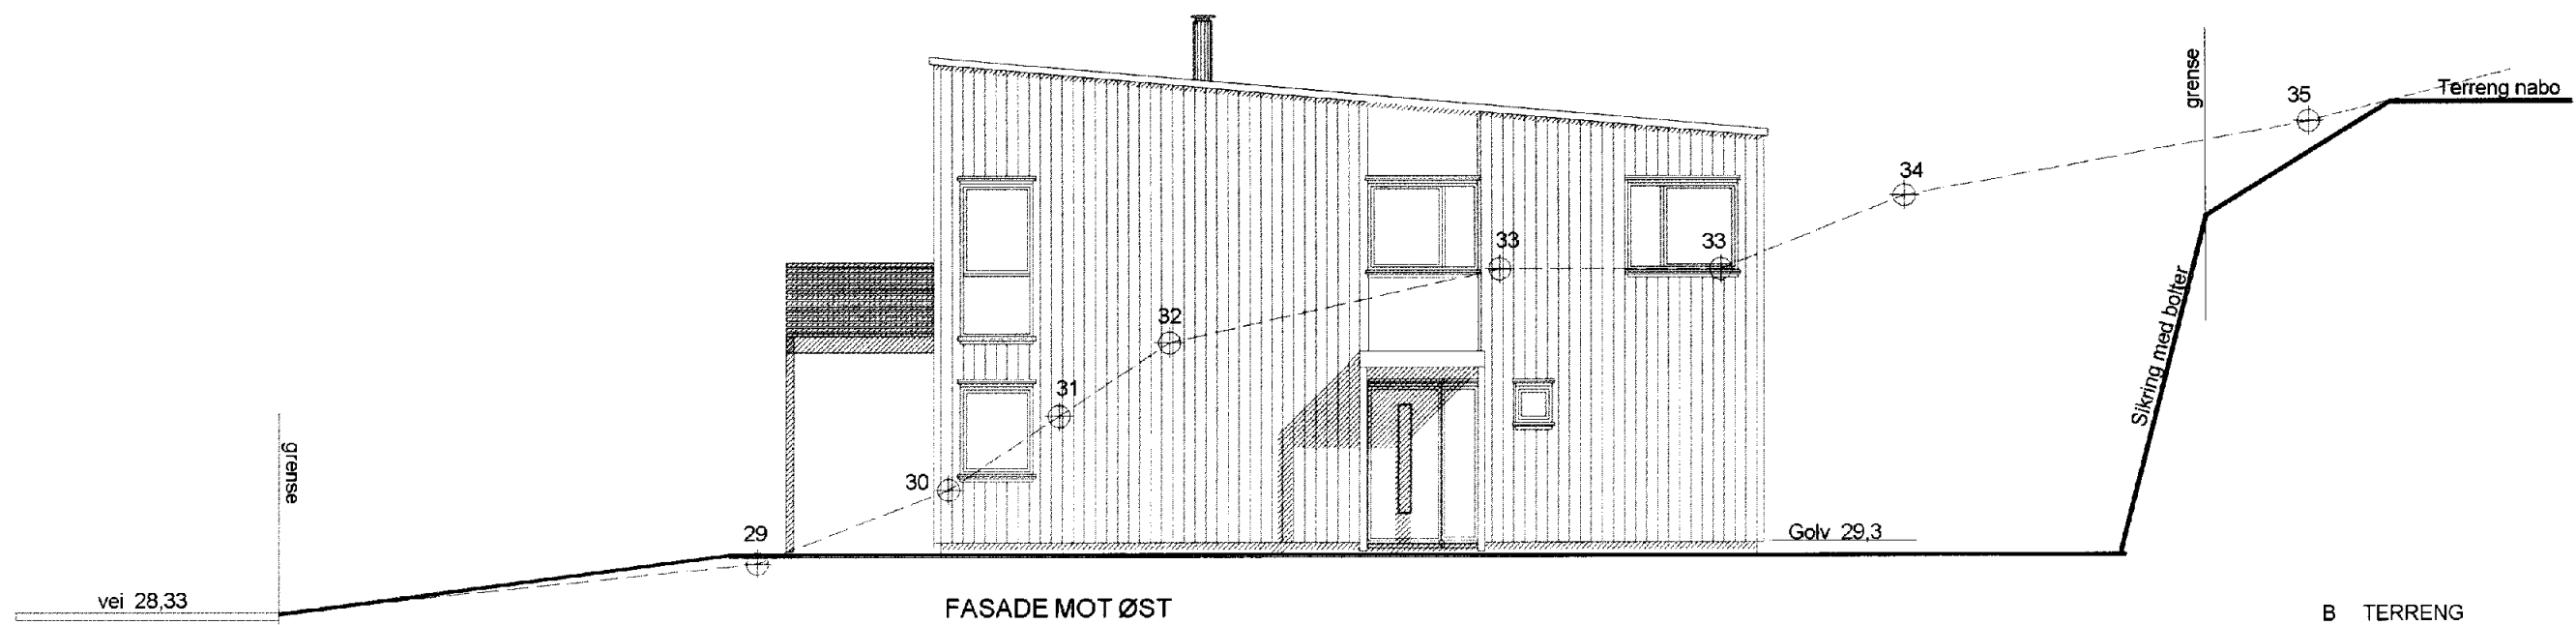 grense
35
Terreng nabo
34
33
33
32
Sikring med bolter
31
grense
30
29
Golv 29,3
vei 28,33
FASADE MOT ØST
B TERRENG